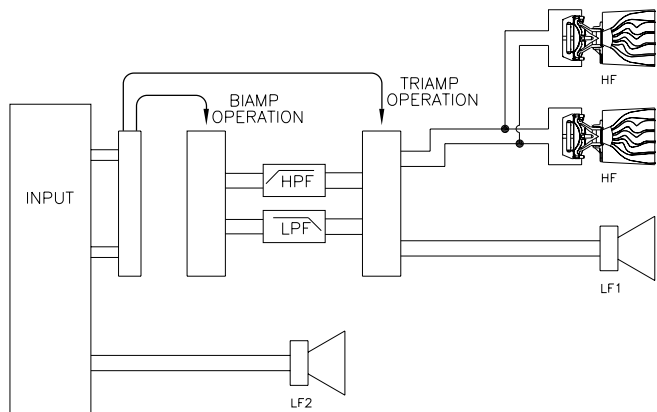 HF
BIAMP
OPERATION
TRIAMP
OPERATION
HF
INPUT
HPF
LPF
LF1
LF2